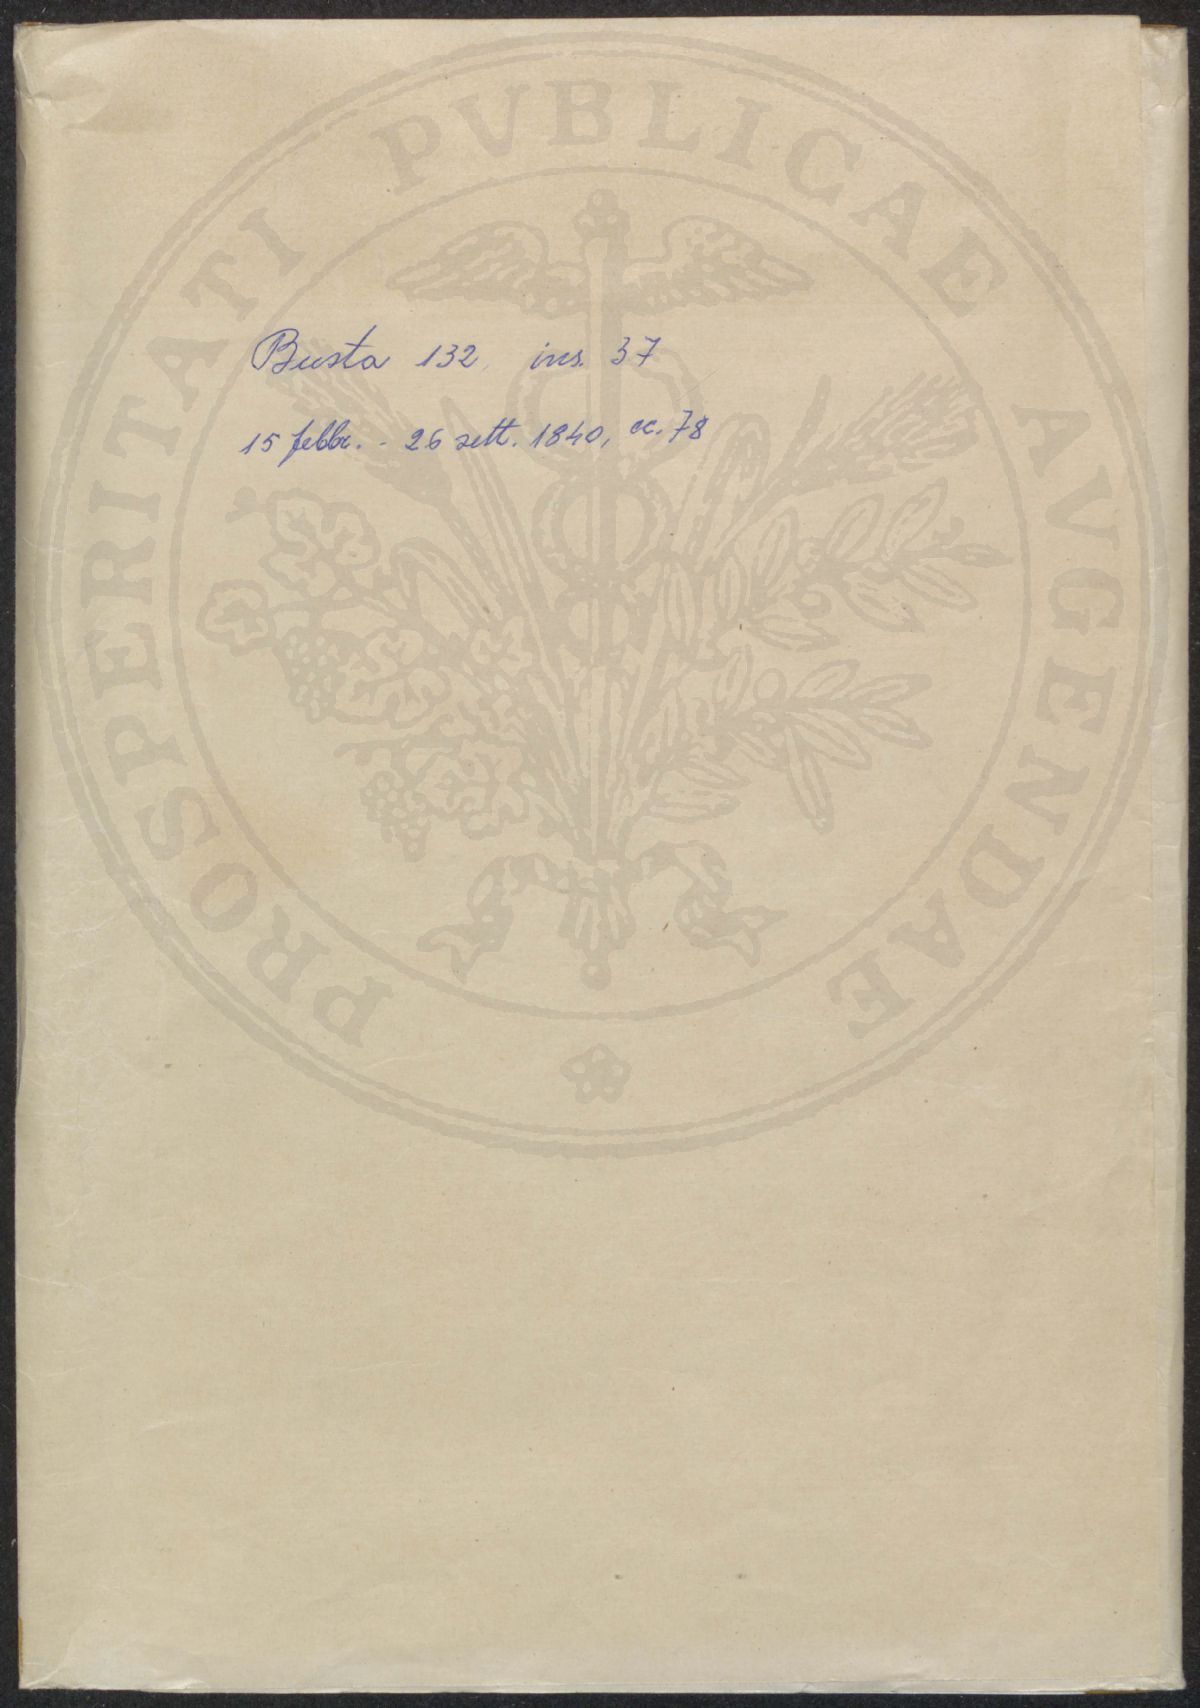 PROSPERITATI PVBLICAE AVGENDAE
Busta 132, ins. 37
15 febbr. - 26 sett. 1840, cc. 78